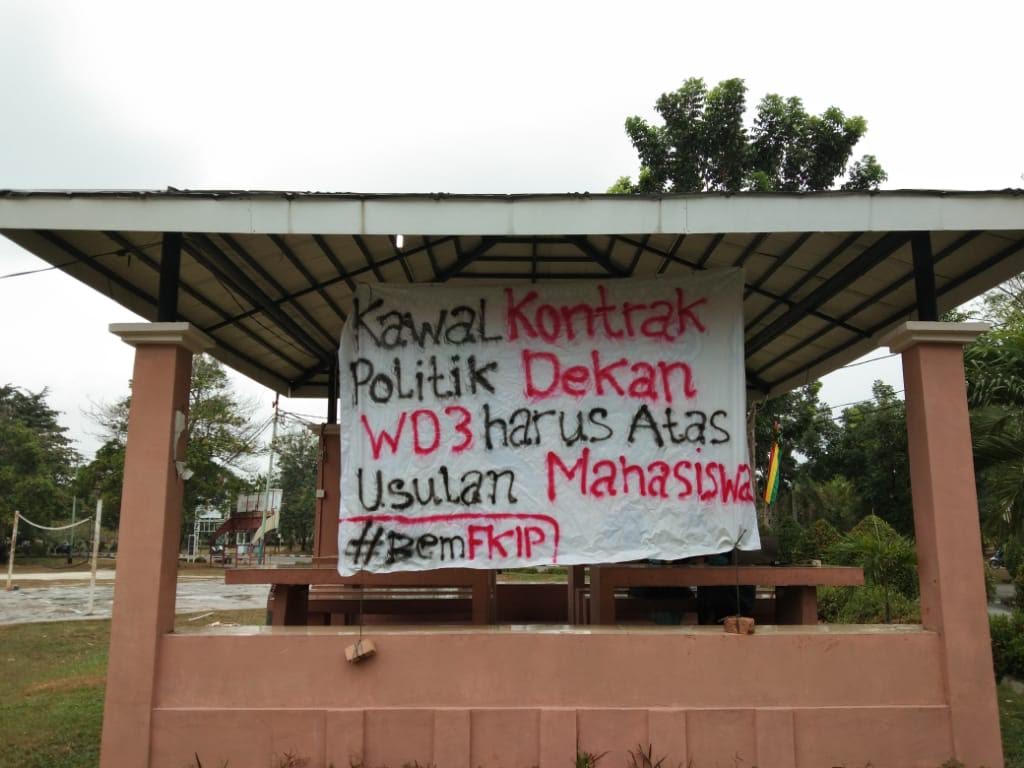 Kawal Kontrak
Politik Dekan
WD3 harus Atas
Usulan Mahasiswa
#BemFKIP